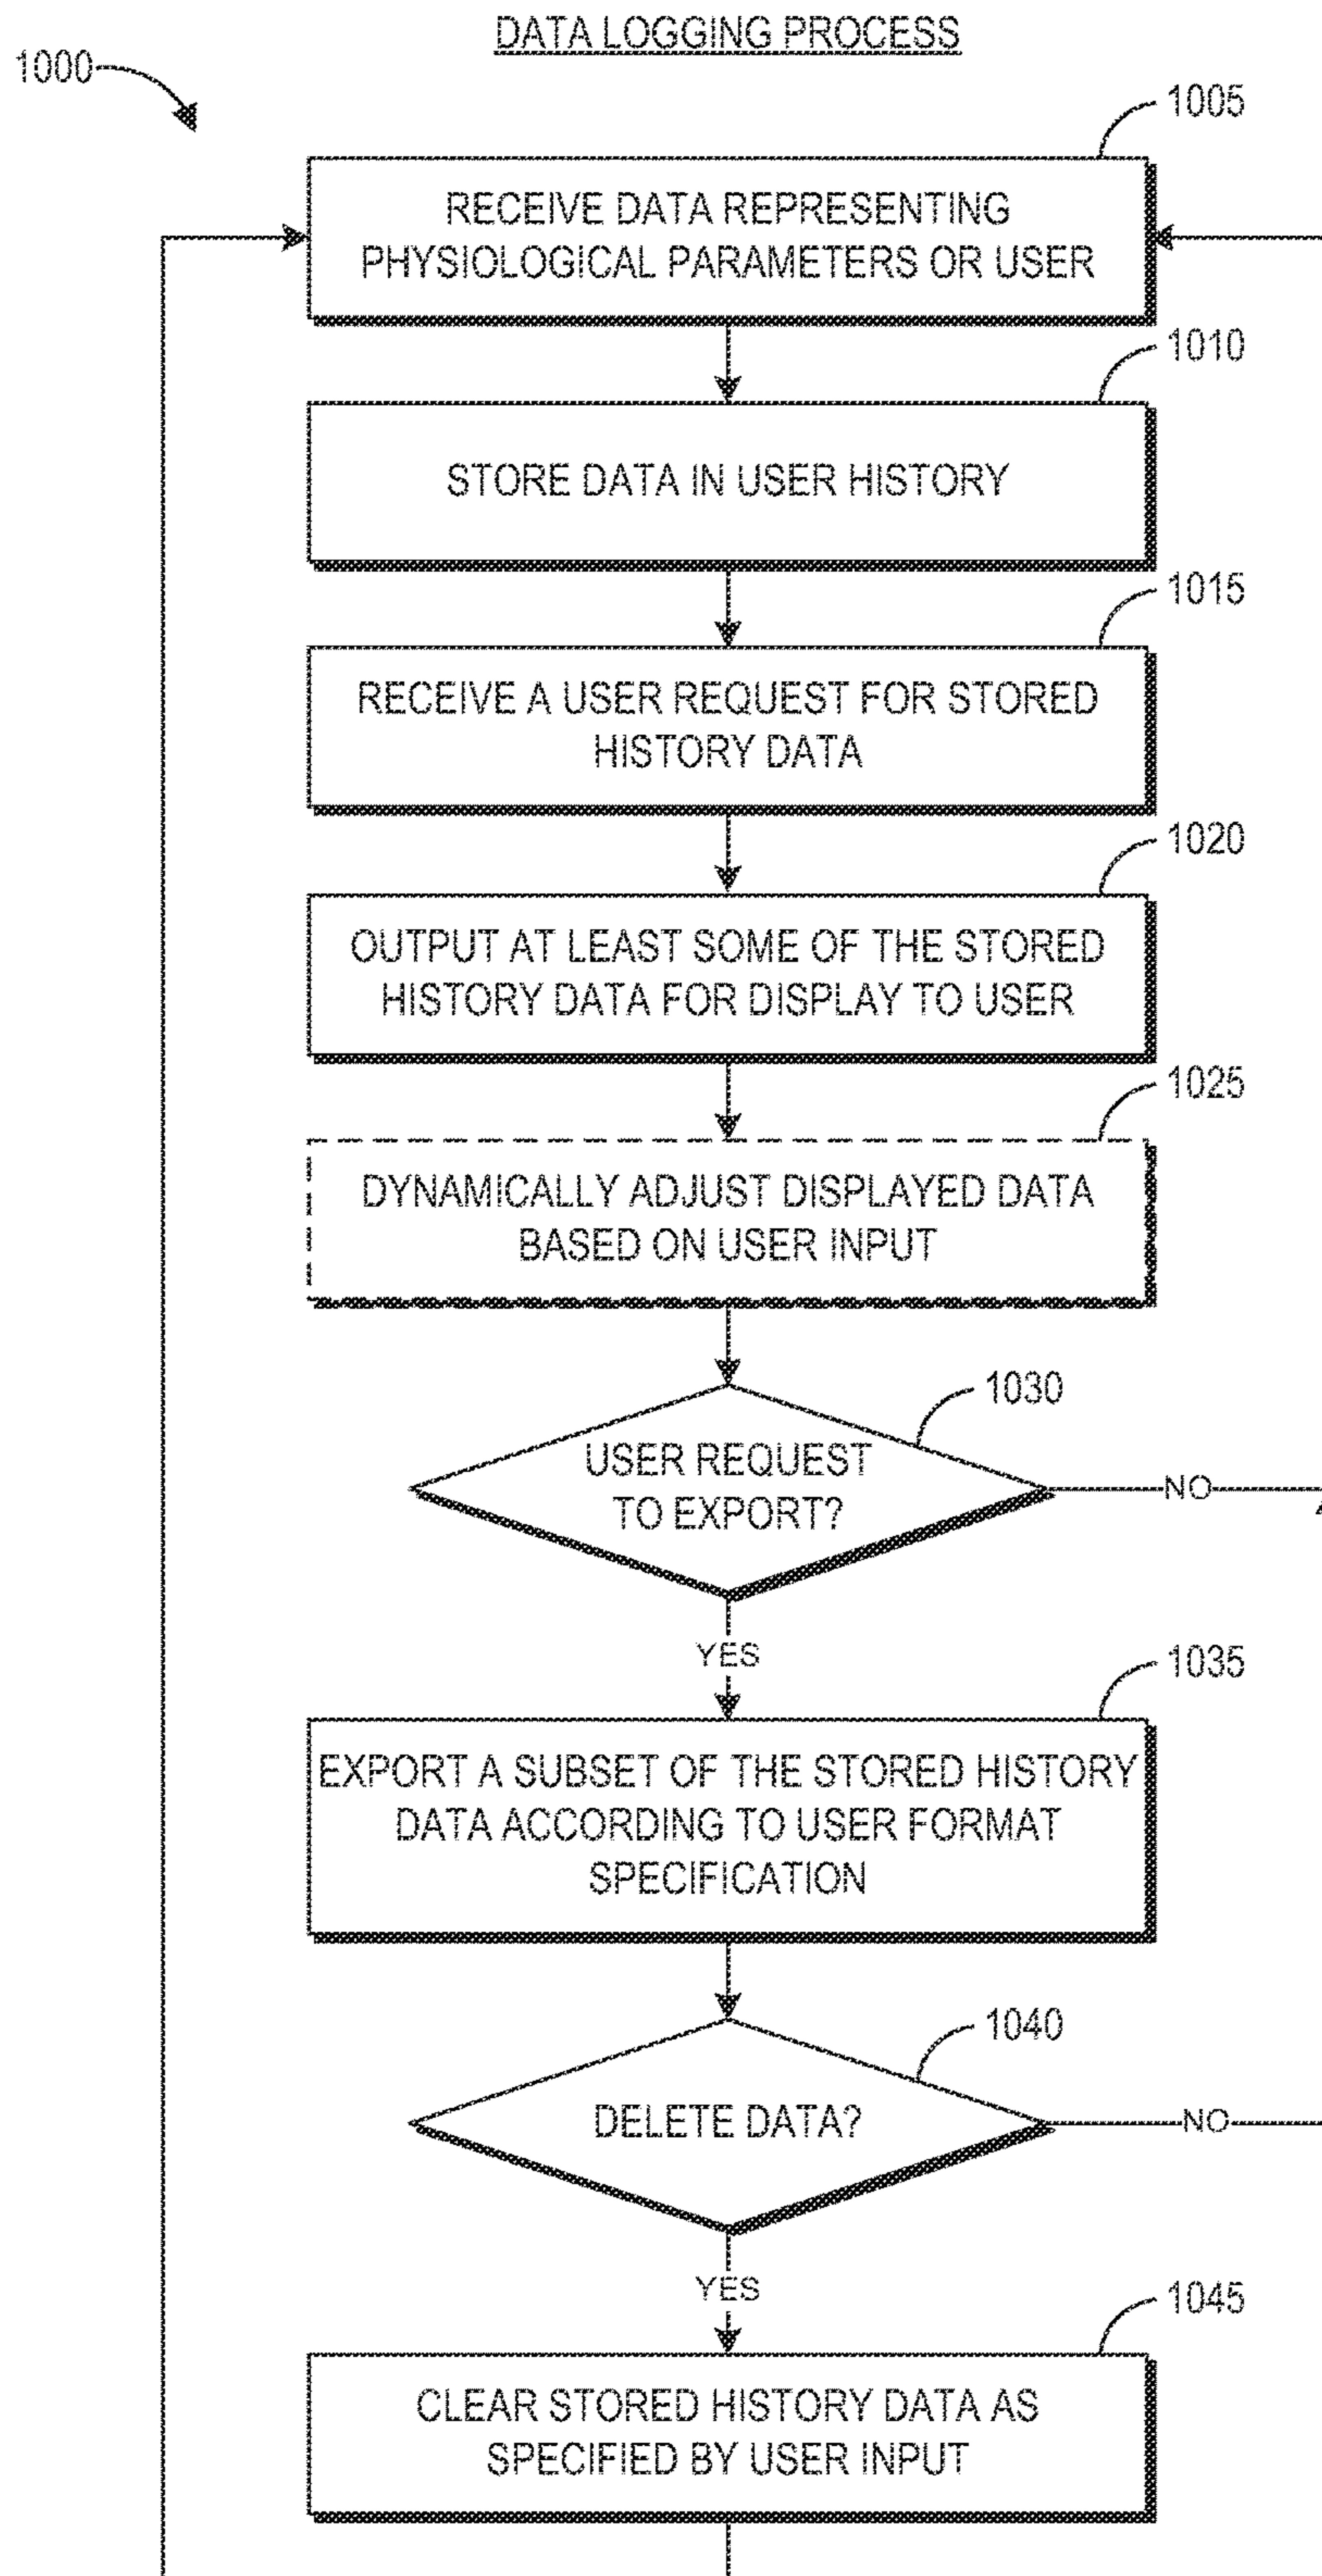 DATA LOGGING PROCESS
1000
1005
RECEIVE DATA REPRESENTING
PHYSIOLOGICAL PARAMETERS OR USER
1010
STORE DATA IN USER HISTORY
1015
RECEIVE A USER REQUEST FOR STORED
HISTORY DATA
1020
OUTPUT AT LEAST SOME OF THE STORED
HISTORY DATA FOR DISPLAY TO USER
1025
DYNAMICALLY ADJUST DISPLAYED DATA
BASED ON USER INPUT
1030
USER REQUEST
TO EXPORT?
NO
YES
1035
EXPORT A SUBSET OF THE STORED HISTORY
DATA ACCORDING TO USER FORMAT
SPECIFICATION
1040
DELETE DATA?
NO
YES
1045
CLEAR STORED HISTORY DATA AS
SPECIFIED BY USER INPUT